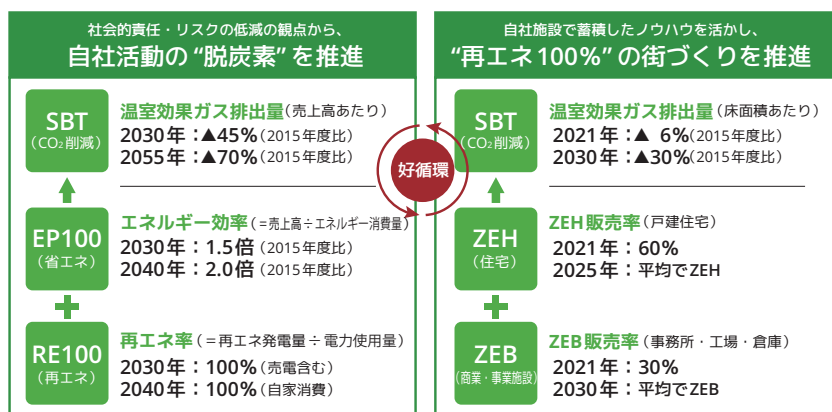 社会的責任・リスクの低減の観点から、
自社活動の“脱炭素”を推進
SBT
(CO₂削減)
温室効果ガス排出量(売上高あたり)
2030年：▲45%(2015年度比)
2055年：▲70%(2015年度比)
EP100
(省エネ)
エネルギー効率(=売上高÷エネルギー消費量)
2030年：1.5倍(2015年度比)
2040年：2.0倍(2015年度比)
RE100
(再エネ)
再エネ率(=再エネ発電量÷電力使用量)
2030年：100%(売電含む)
2040年：100%(自家消費)
好循環
自社施設で蓄積したノウハウを活かし、
“再エネ100%”の街づくりを推進
SBT
(CO₂削減)
温室効果ガス排出量(床面積あたり)
2021年：▲ 6%(2015年度比)
2030年：▲30%(2015年度比)
ZEH
(住宅)
ZEH販売率(戸建住宅)
2021年：60%
2025年：平均でZEH
ZEB
(商業・事業施設)
ZEB販売率(事務所・工場・倉庫)
2021年：30%
2030年：平均でZEB